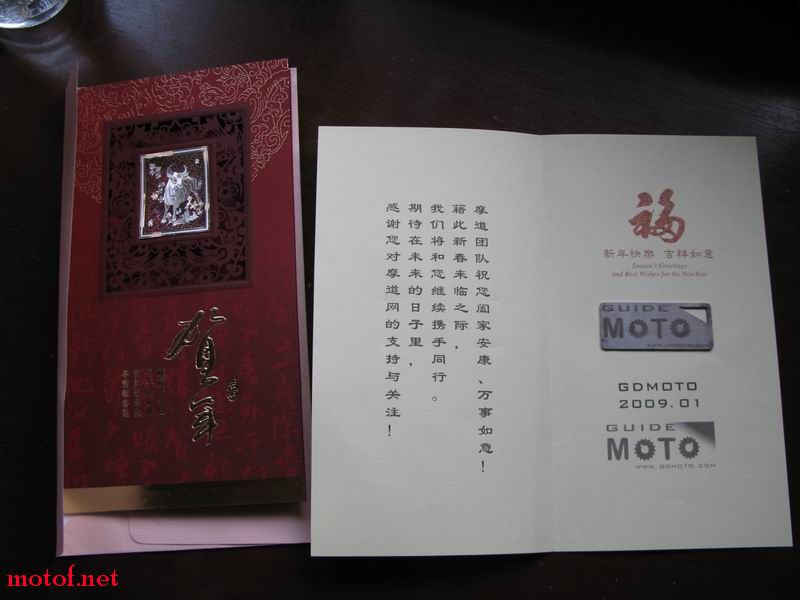 賀年
感谢您对摩道网的支持与关注！
期待在未来的日子里，
我们将和您继续携手同行。
藉此新春来临之际，
摩道团队祝您阖家安康、万事如意！
福
新年快樂 吉祥如意
Season's Greetings
and Best Wishes for the New Year
GUIDE
MOTO
WWW.GDMOTO.COM
GDMOTO
2009.01
GUIDE
MOTO
WWW.GDMOTO.COM
motof.net